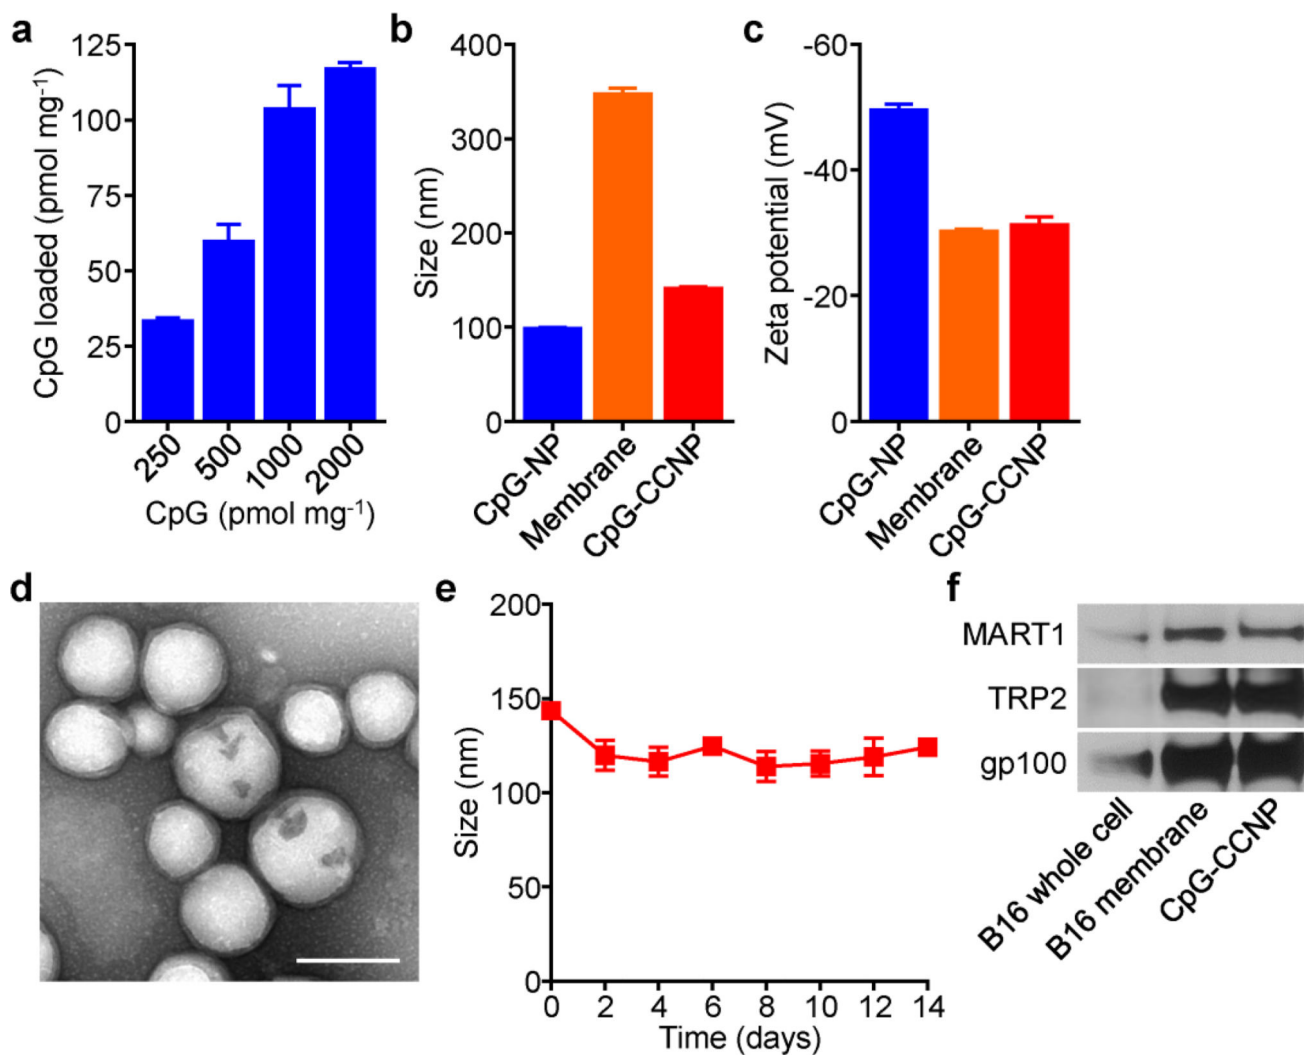 a
CpG loaded (pmol mg⁻¹)
125
100
75
50
25
0
250
500
1000
2000
CpG (pmol mg⁻¹)
b
Size (nm)
400
300
200
100
0
CpG-NP
Membrane
CpG-CCNP
c
Zeta potential (mV)
-60
-40
-20
0
CpG-NP
Membrane
CpG-CCNP
d
e
Size (nm)
200
150
100
50
0
0 2 4 6 8 10 12 14
Time (days)
f
MART1
TRP2
gp100
B16 whole cell
B16 membrane
CpG-CCNP